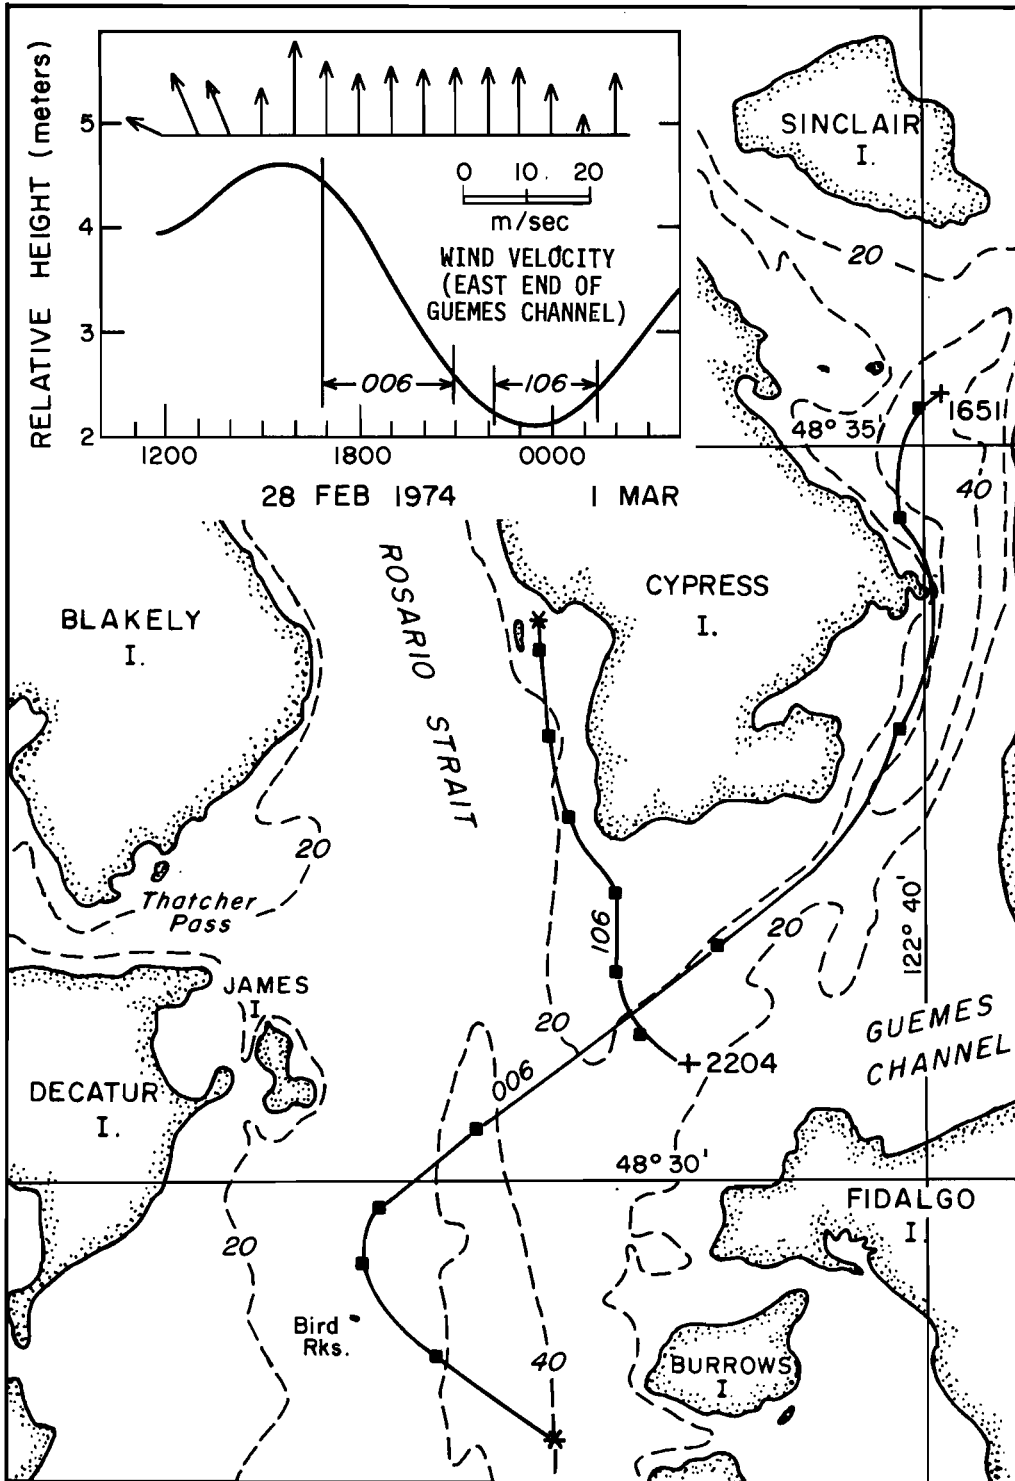 RELATIVE HEIGHT (meters)
5
4
3
2
0 10. 20
m/sec
WIND VELOCITY
(EAST END OF
GUEMES CHANNEL)
006
106
1200 1800 0000
28 FEB 1974 1 MAR
SINCLAIR
I.
20
1651
48° 35'
40
ROSARIO STRAIT
CYPRESS
I.
BLAKELY
I.
20
Thatcher
Pass
106
20
122° 40'
JAMES
I.
20
GUEMES
CHANNEL
+2204
006
DECATUR
I.
48° 30'
FIDALGO
I.
20
Bird
Rks.
40
BURROWS
I